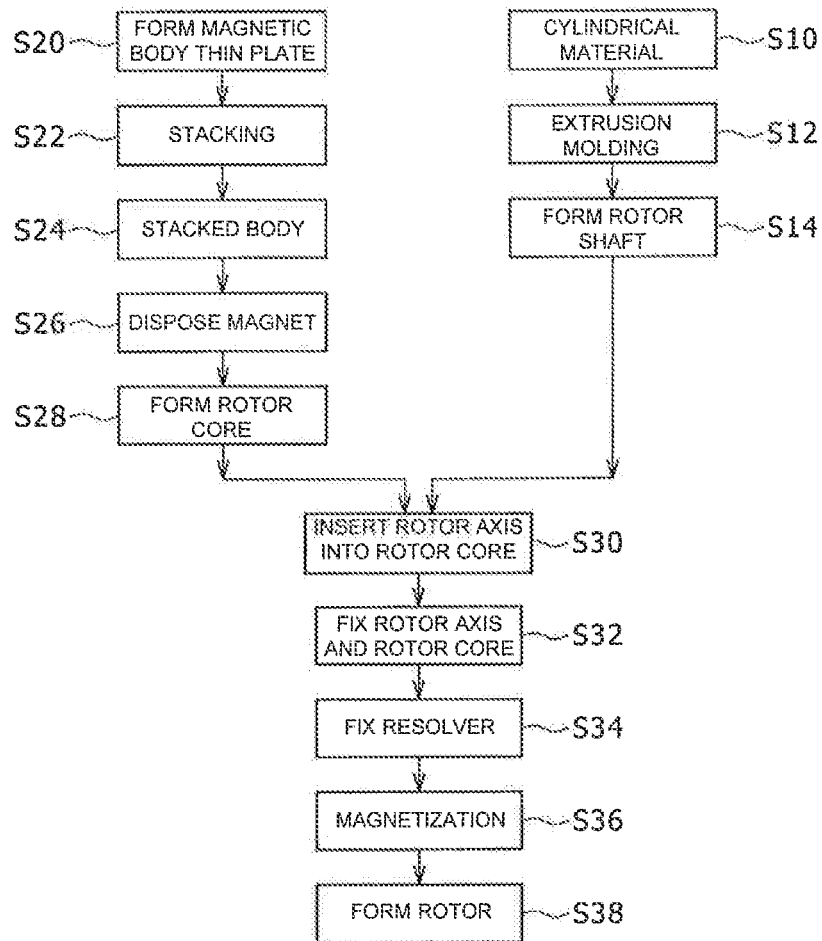 S20
FORM MAGNETIC
BODY THIN PLATE
S22
STACKING
S24
STACKED BODY
S26
DISPOSE MAGNET
S28
FORM ROTOR
CORE
CYLINDRICAL
MATERIAL
S10
EXTRUSION
MOLDING
S12
FORM ROTOR
SHAFT
S14
INSERT ROTOR AXIS
INTO ROTOR CORE
S30
FIX ROTOR AXIS
AND ROTOR CORE
S32
FIX RESOLVER
S34
MAGNETIZATION
S36
FORM ROTOR
S38